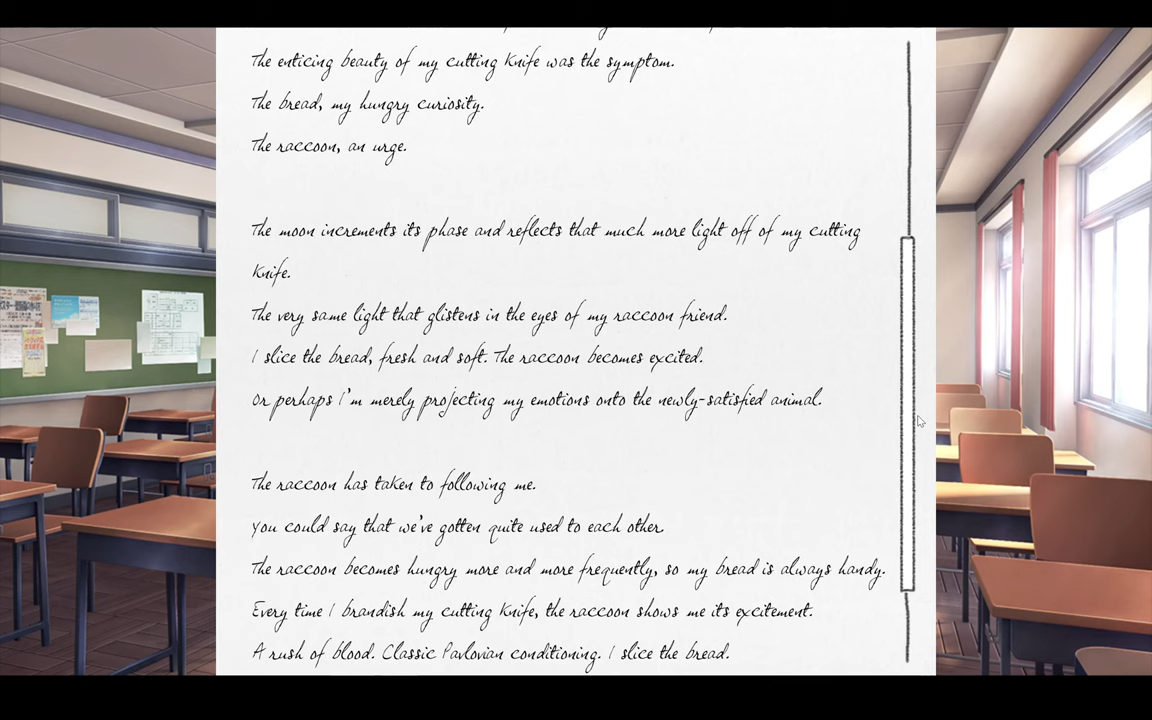 The enticing beauty of my cutting knife was the symptom.
The bread, my hungry curiosity.
The raccoon, an urge.
The moon increments its phase and reflects that much more light off of my cutting
knife.
The very same light that glistens in the eyes of my raccoon friend.
I slice the bread, fresh and soft. The raccoon becomes excited.
Or perhaps I'm merely projecting my emotions onto the newly-satisfied animal.
The raccoon has taken to following me.
You could say that we've gotten quite used to each other.
The raccoon becomes hungry more and more frequently, so my bread is always handy.
Every time I brandish my cutting knife, the raccoon shows me its excitement.
A rush of blood. Classic Pavlovian conditioning. I slice the bread.